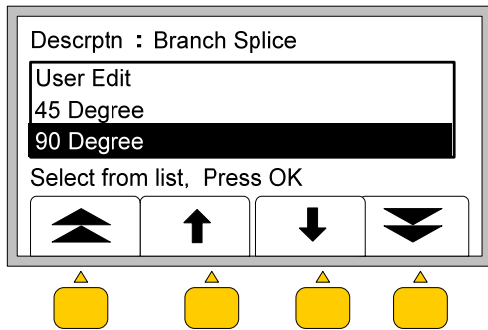 Descrptn : Branch Splice
User Edit
45 Degree
90 Degree
Select from list, Press OK